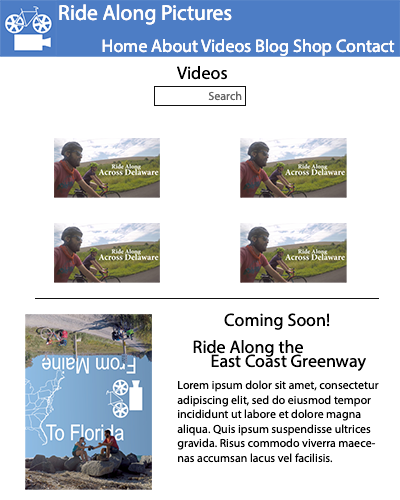 Ride Along Pictures
Home About Videos Blog Shop Contact
Videos
Search
Ride Along
Across Delaware
Ride Along
Across Delaware
Ride Along
Across Delaware
Ride Along
Across Delaware
From Maine
To Florida
Coming Soon!
Ride Along the
East Coast Greenway
Lorem ipsum dolor sit amet, consectetur
adipiscing elit, sed do eiusmod tempor
incididunt ut labore et dolore magna
aliqua. Quis ipsum suspendisse ultrices
gravida. Risus commodo viverra maece-
nas accumsan lacus vel facilisis.